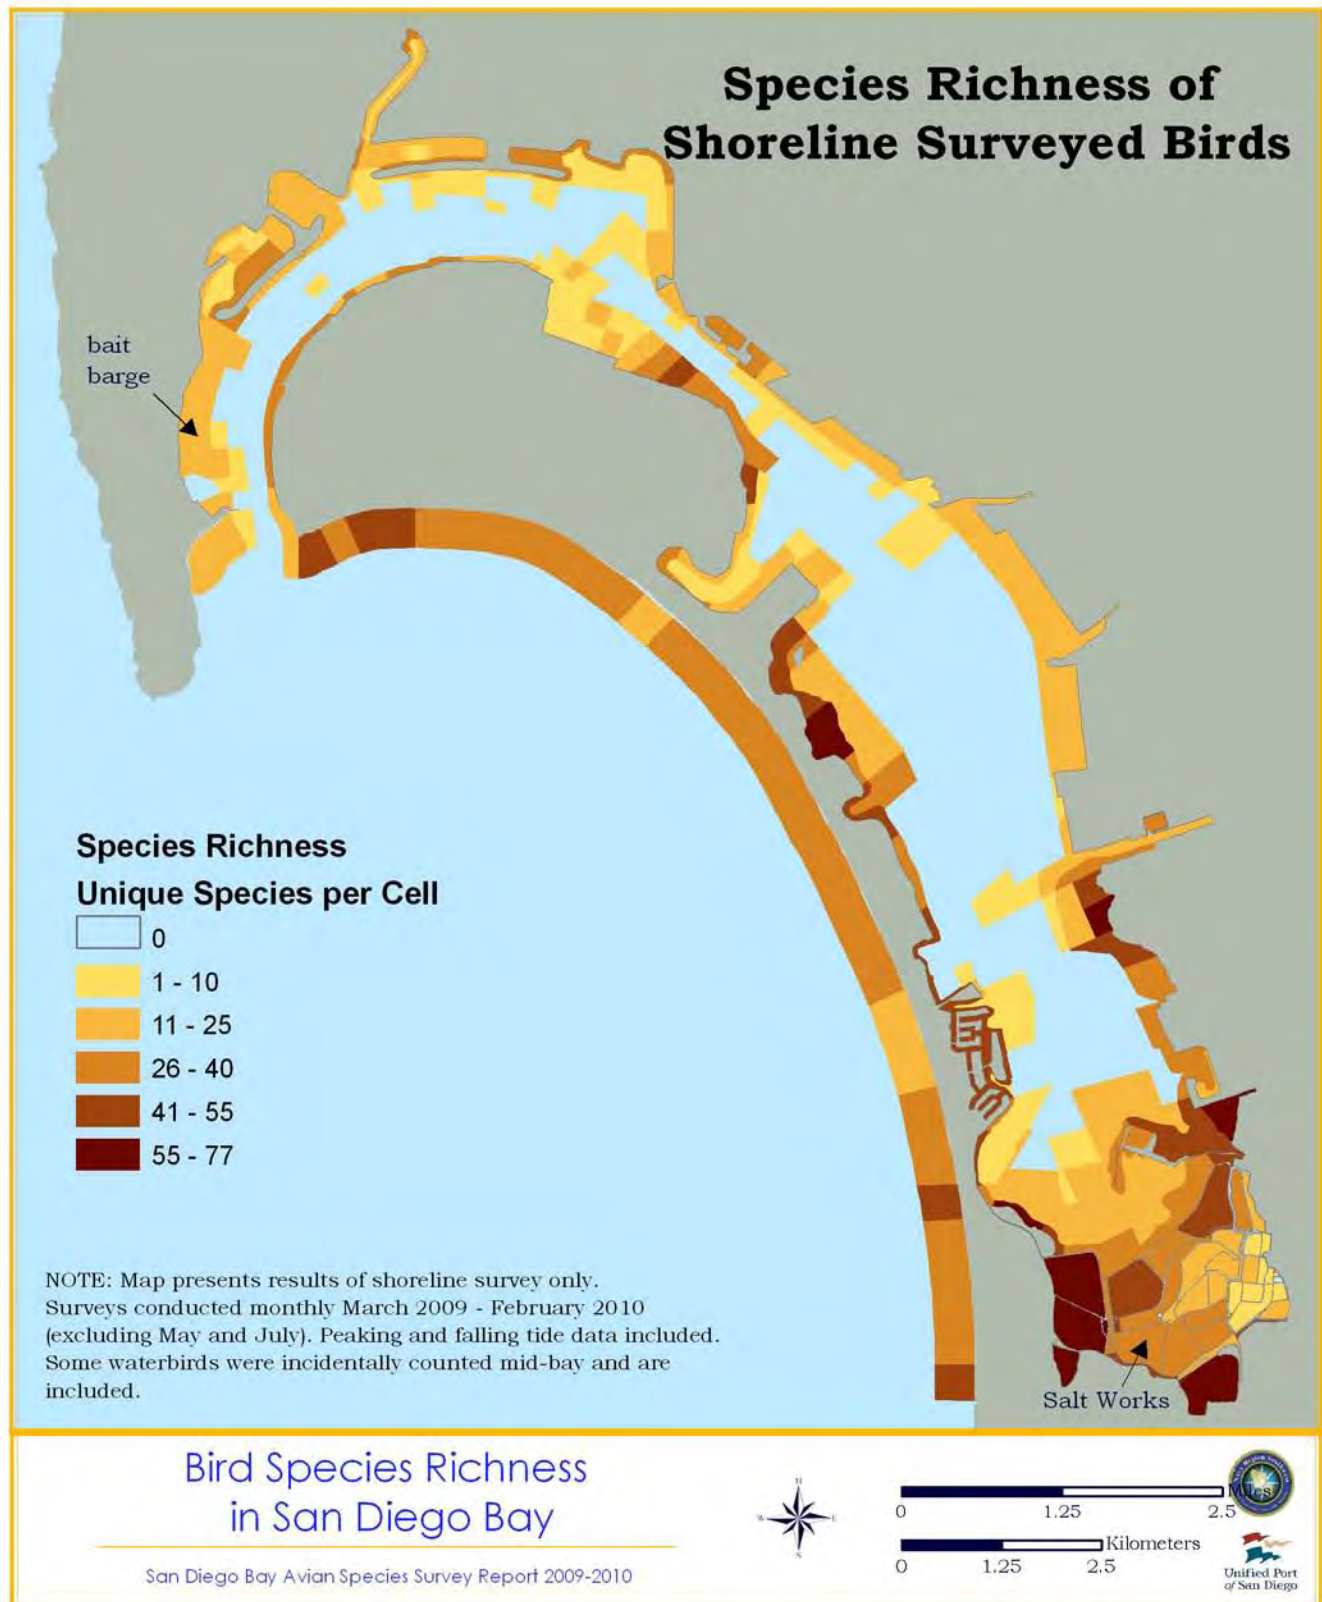 Species Richness of
Shoreline Surveyed Birds
bait
barge
Species Richness
Unique Species per Cell
0
1 - 10
11 - 25
26 - 40
41 - 55
55 - 77
NOTE: Map presents results of shoreline survey only.
Surveys conducted monthly March 2009 - February 2010
(excluding May and July). Peaking and falling tide data included.
Some waterbirds were incidentally counted mid-bay and are
included.
Salt Works
Bird Species Richness
in San Diego Bay
San Diego Bay Avian Species Survey Report 2009-2010
N
W
E
S
Miles
0 1.25 2.5
Kilometers
0 1.25 2.5
Unified Port
of San Diego